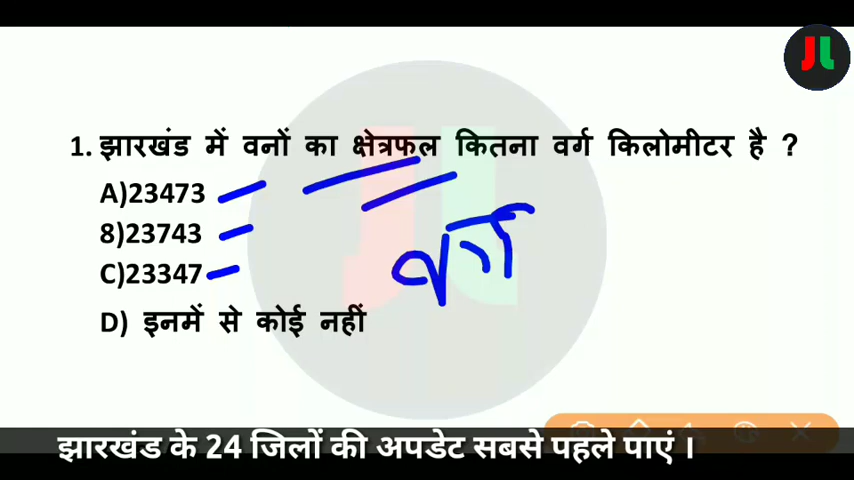 JL
1. झारखंड में वनों का क्षेत्रफल कितना वर्ग किलोमीटर है ?
A)23473
8)23743
C)23347
वर्ग
D) इनमें से कोई नहीं
झारखंड के 24 जिलों की अपडेट सबसे पहले पाएं ।